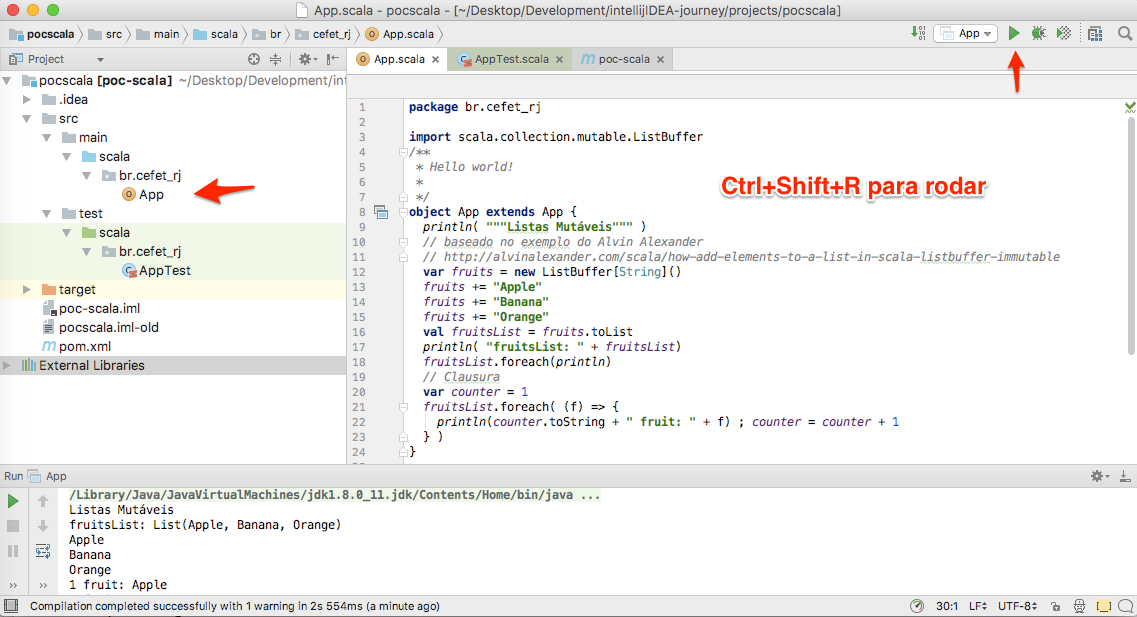 App.scala - pocscala - [~/Desktop/Development/intellijIDEA-journey/projects/pocscala]
pocscala src main scala br cefet_rj App.scala
App
Project
App.scala AppTest.scala poc-scala
pocscala [poc-scala] ~/Desktop/Development/int
.idea
src
main
scala
br.cefet_rj
App
test
scala
br.cefet_rj
AppTest
target
poc-scala.iml
pocscala.iml-old
pom.xml
External Libraries
1 package br.cefet_rj
2
3 import scala.collection.mutable.ListBuffer
4 /**
5 * Hello world!
6 *
7 */
8 object App extends App {
9 println( """Listas Mutáveis""" )
10 // baseado no exemplo do Alvin Alexander
11 // http://alvinalexander.com/scala/how-add-elements-to-a-list-in-scala-listbuffer-immutable
12 var fruits = new ListBuffer[String]()
13 fruits += "Apple"
14 fruits += "Banana"
15 fruits += "Orange"
16 val fruitsList = fruits.toList
17 println( "fruitsList: " + fruitsList)
18 fruitsList.foreach(println)
19 // Clausura
20 var counter = 1
21 fruitsList.foreach( (f) => {
22 println(counter.toString + " fruit: " + f) ; counter = counter + 1
23 } )
24 }
Ctrl+Shift+R para rodar
Run App
/Library/Java/JavaVirtualMachines/jdk1.8.0_11.jdk/Contents/Home/bin/java ...
Listas Mutáveis
fruitsList: List(Apple, Banana, Orange)
Apple
Banana
Orange
1 fruit: Apple
Compilation completed successfully with 1 warning in 2s 554ms (a minute ago) 30:1 LF UTF-8